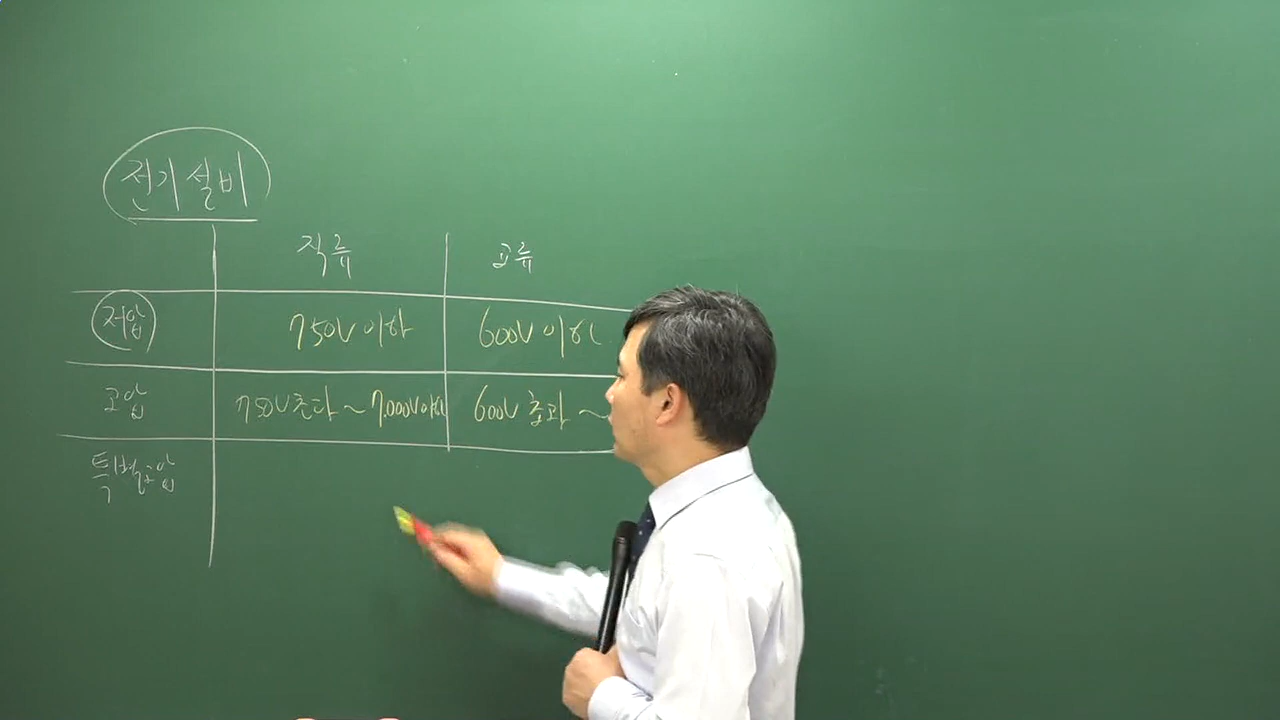 전기설비
직류 교류
저압 750V 이하 600V 이하
고압 750V 초과 ~ 7.000V 이하 600V 초과 ~
특별고압